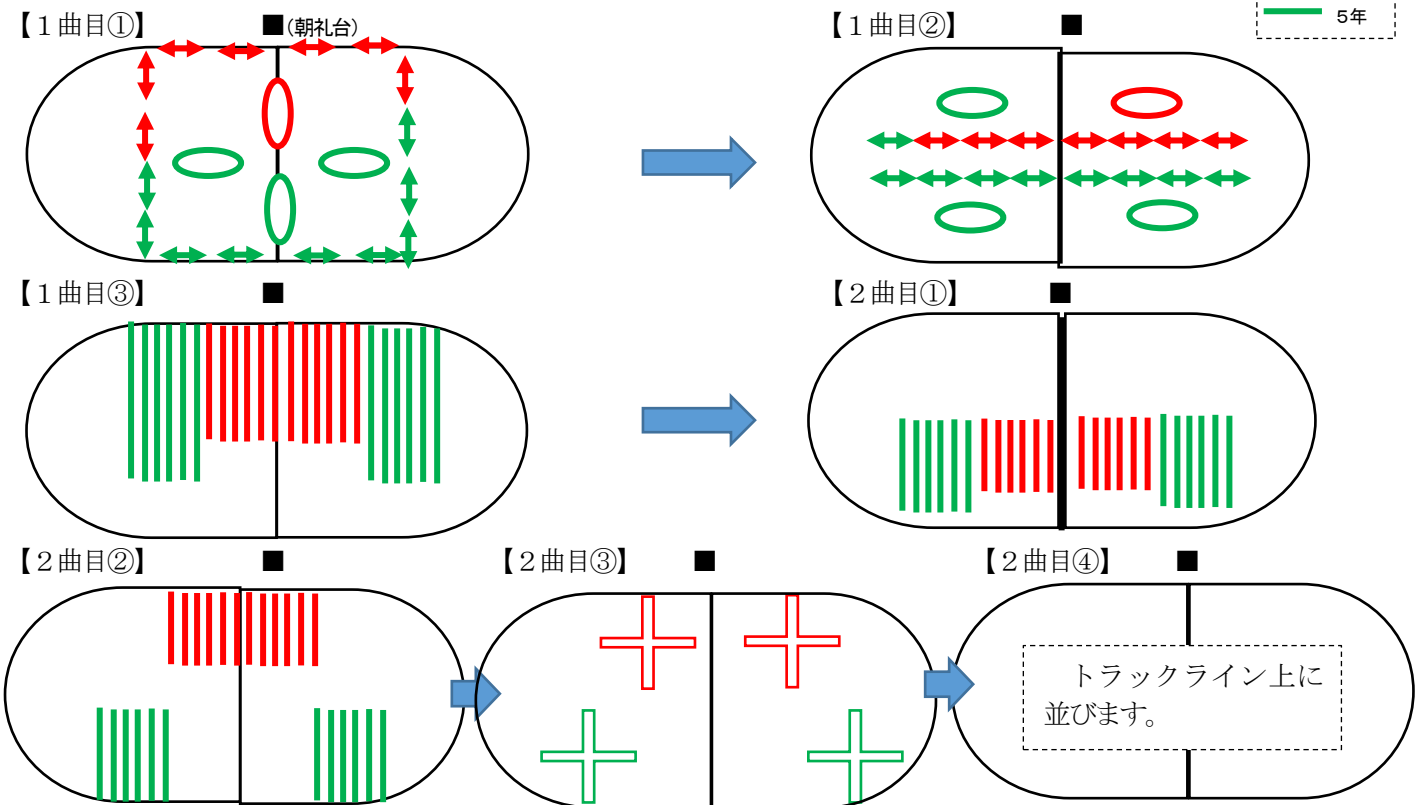 5年
【１曲目①】
■(朝礼台)
【１曲目②】
■
【１曲目③】
■
【２曲目①】
■
【２曲目②】
■
【２曲目③】
■
【２曲目④】
■
トラックライン上に
並びます。